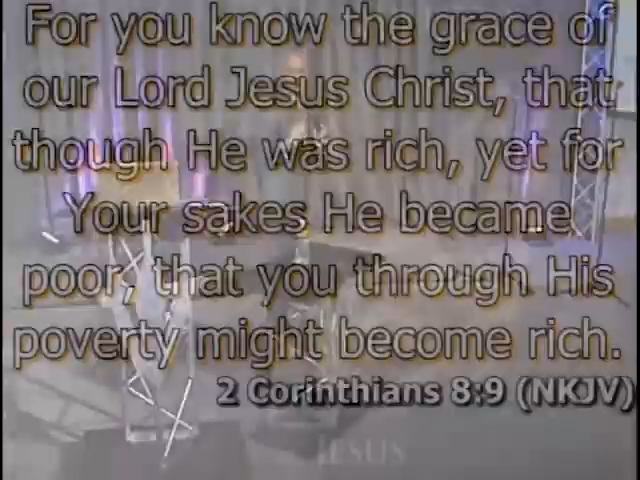 For you know the grace of
our Lord Jesus Christ, that
though He was rich, yet for
Your sakes He became
poor, that you through His
poverty might become rich.
2 Corinthians 8:9 (NKJV)
JESUS